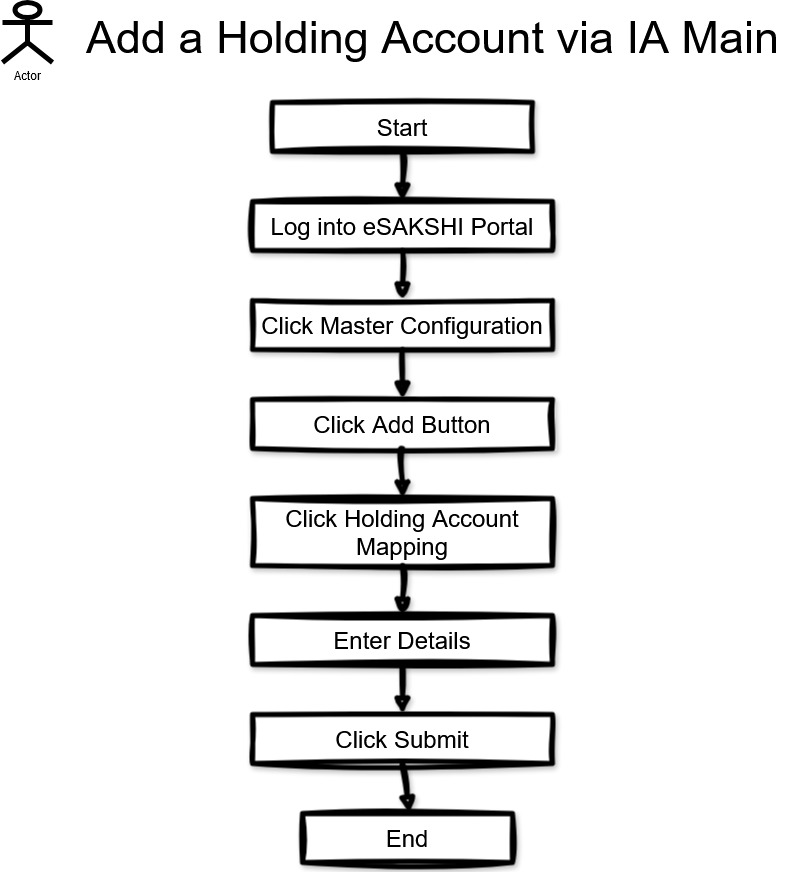 Add a Holding Account via IA Main
Actor
Start
Log into eSAKSHI Portal
Click Master Configuration
Click Add Button
Click Holding Account
Mapping
Enter Details
Click Submit
End